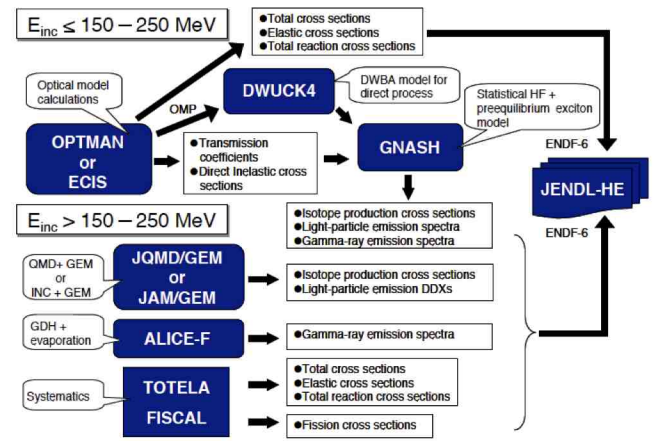 E_inc ≤ 150 – 250 MeV
●Total cross sections
●Elastic cross sections
●Total reaction cross sections
Optical model
calculations
OMP
DWUCK4
DWBA model for
direct process
Statistical HF +
preequilibrium exciton
model
OPTMAN
or
ECIS
●Transmission
coefficients
●Direct Inelastic cross
sections
GNASH
ENDF-6
JENDL-HE
ENDF-6
E_inc > 150 – 250 MeV
●Isotope production cross sections
●Light-particle emission spectra
●Gamma-ray emission spectra
QMD+ GEM
or
INC + GEM
JQMD/GEM
or
JAM/GEM
●Isotope production cross sections
●Light-particle emission DDXs
GDH +
evaporation
ALICE-F
●Gamma-ray emission spectra
Systematics
TOTELA
FISCAL
●Total cross sections
●Elastic cross sections
●Total reaction cross sections
●Fission cross sections